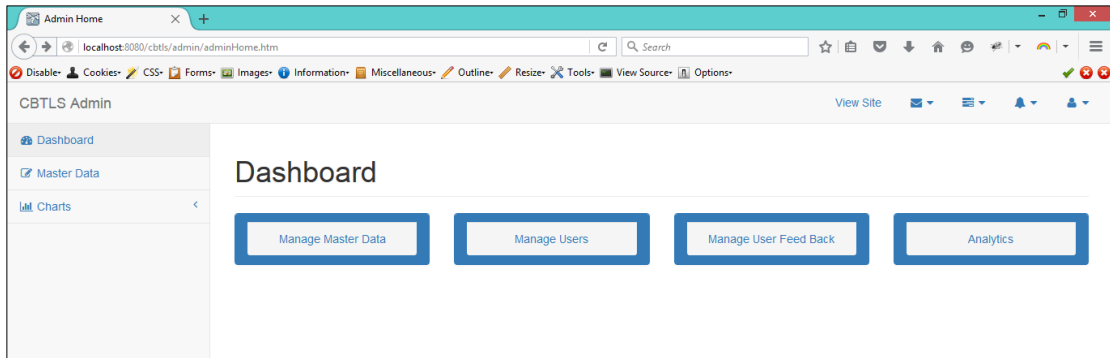 Admin Home
localhost:8080/cbtls/admin/adminHome.htm
Search
Disable Cookies CSS Forms Images Information Miscellaneous Outline Resize Tools View Source Options
CBTLS Admin
View Site
Dashboard
Master Data
Charts
Dashboard
Manage Master Data
Manage Users
Manage User Feed Back
Analytics